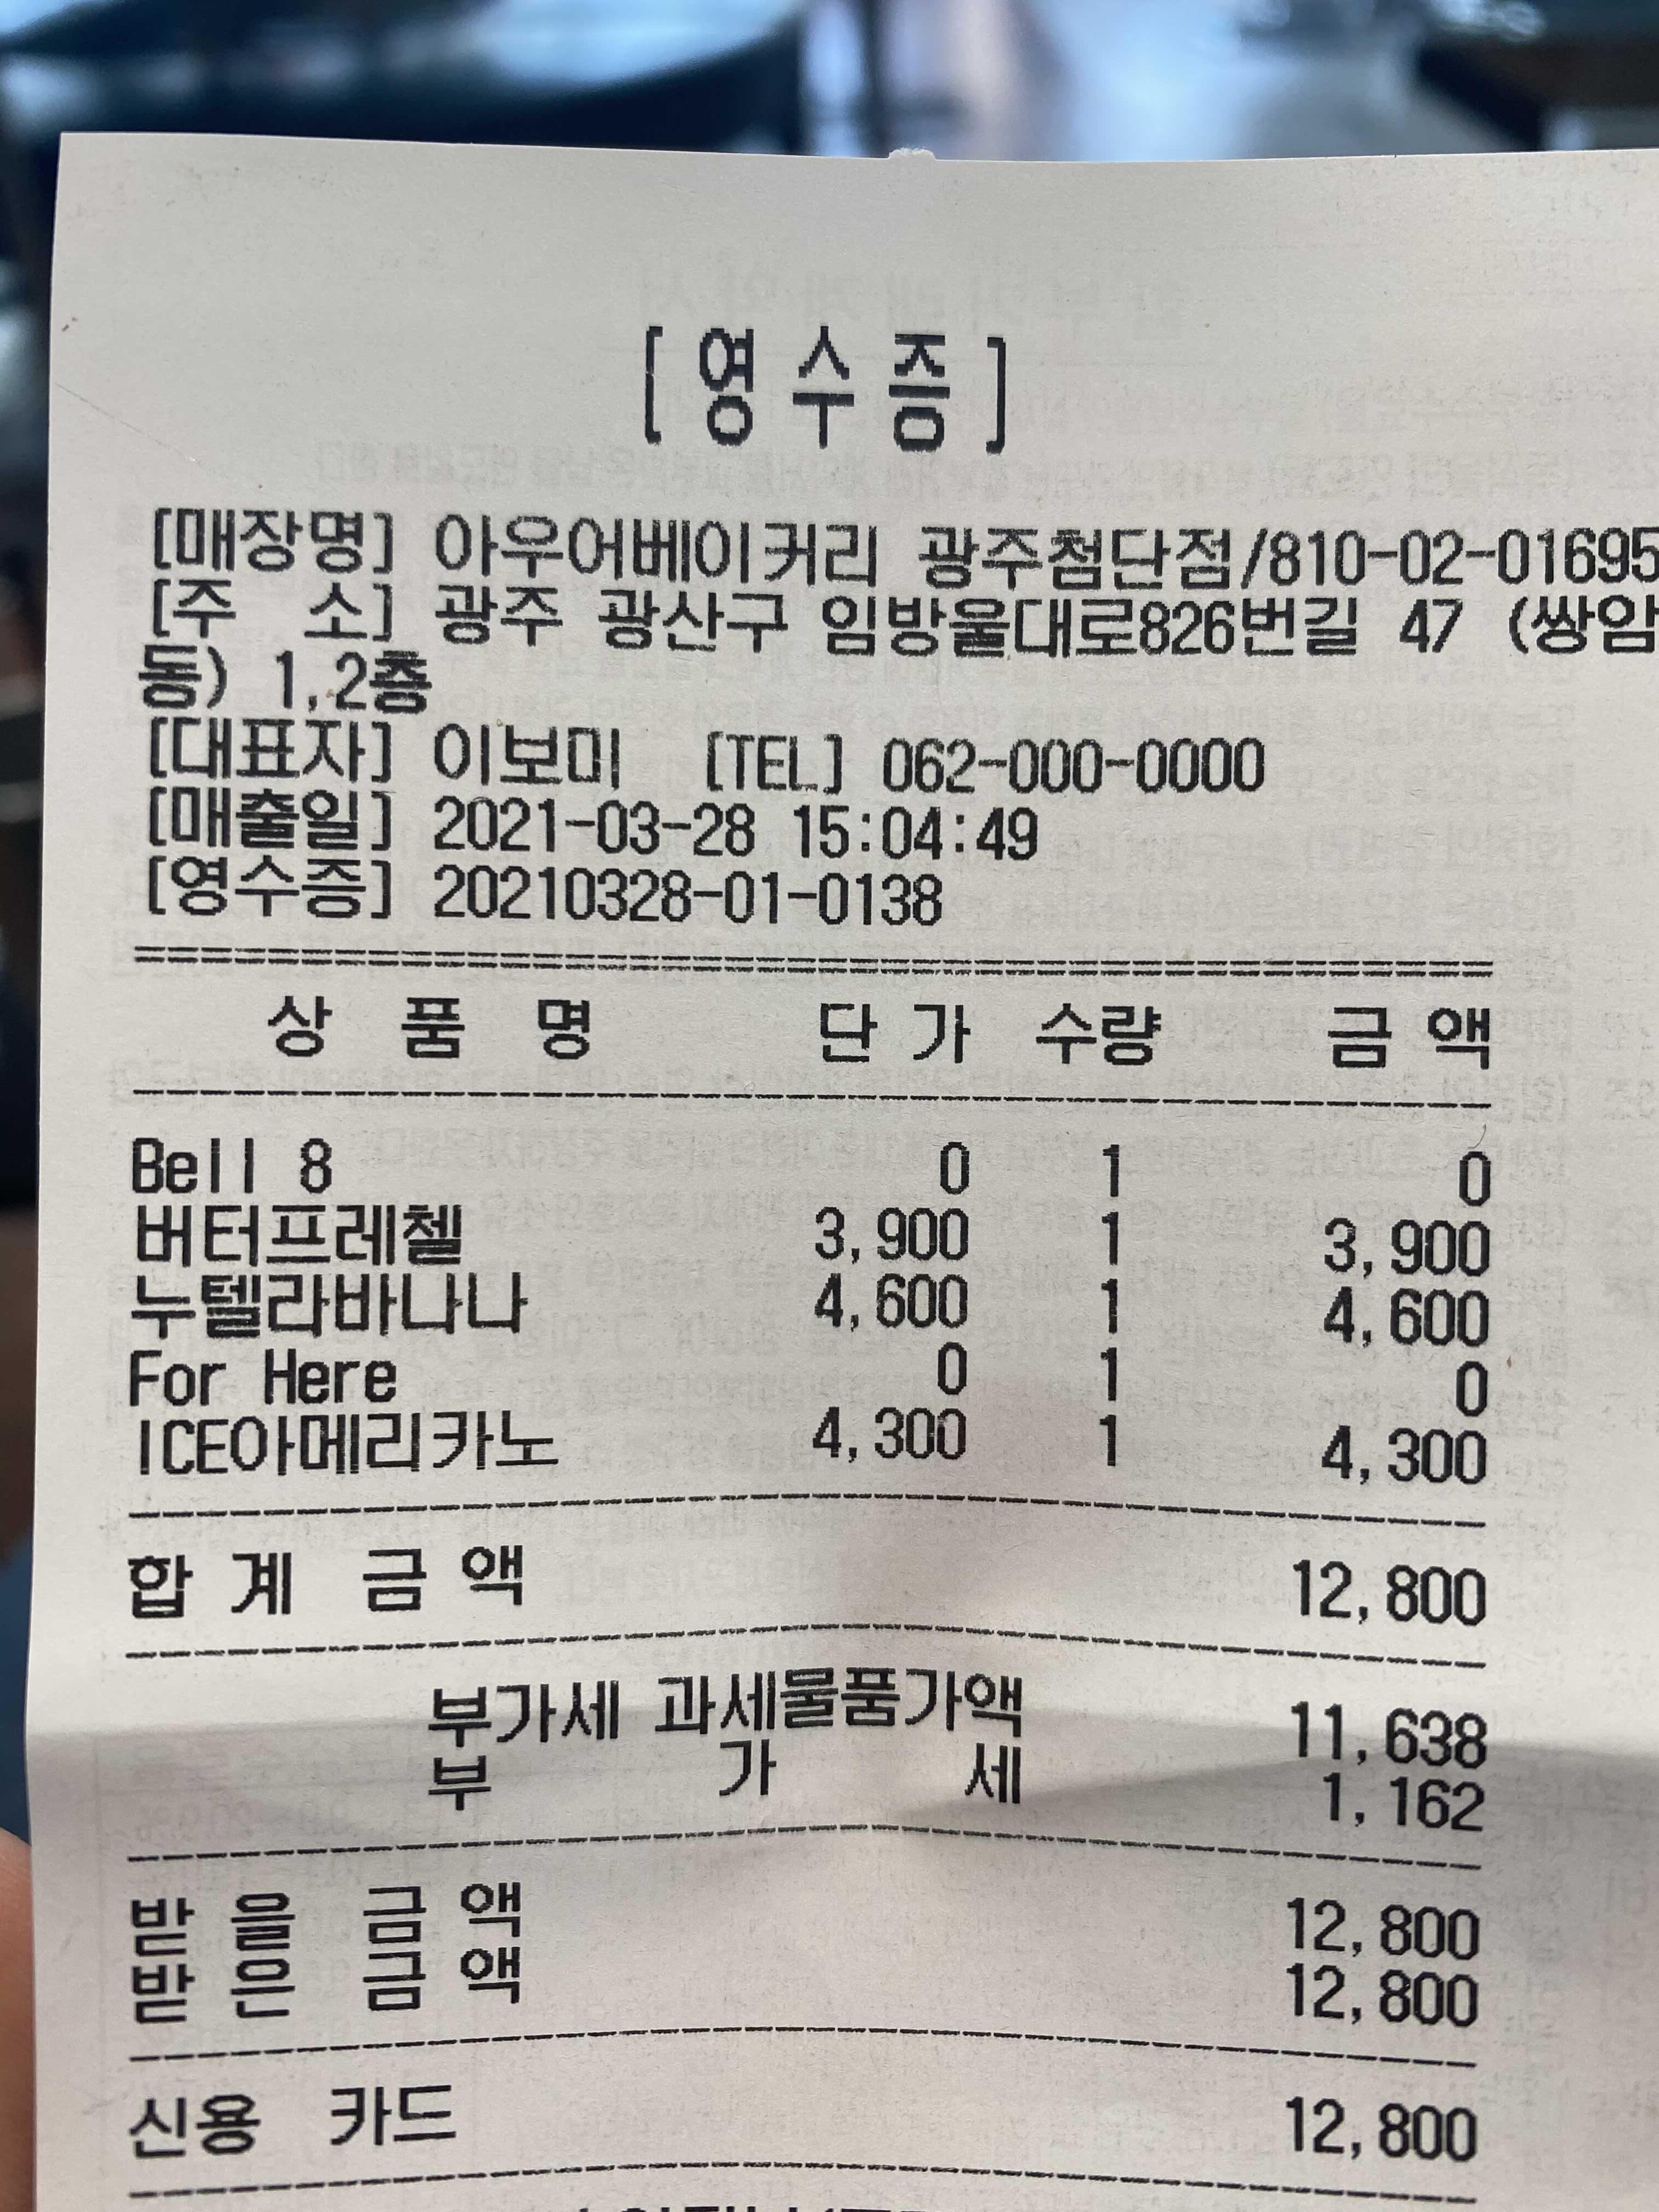 [영수증]
[매장명] 아우어베이커리 광주첨단점/810-02-01695
[주 소] 광주 광산구 임방울대로826번길 47 (쌍암
동) 1,2층
[대표자] 이보미 [TEL] 062-000-0000
[매출일] 2021-03-28 15:04:49
[영수증] 20210328-01-0138
상 품 명 단 가 수량 금 액
Bell 8 0 1 0
버터프레첼 3,900 1 3,900
누텔라바나나 4,600 1 4,600
For Here 0 1 0
ICE아메리카노 4,300 1 4,300
합 계 금 액 12,800
부가세 과세물품가액 11,638
부 가 세 1,162
받 을 금 액 12,800
받 은 금 액 12,800
신용 카드 12,800